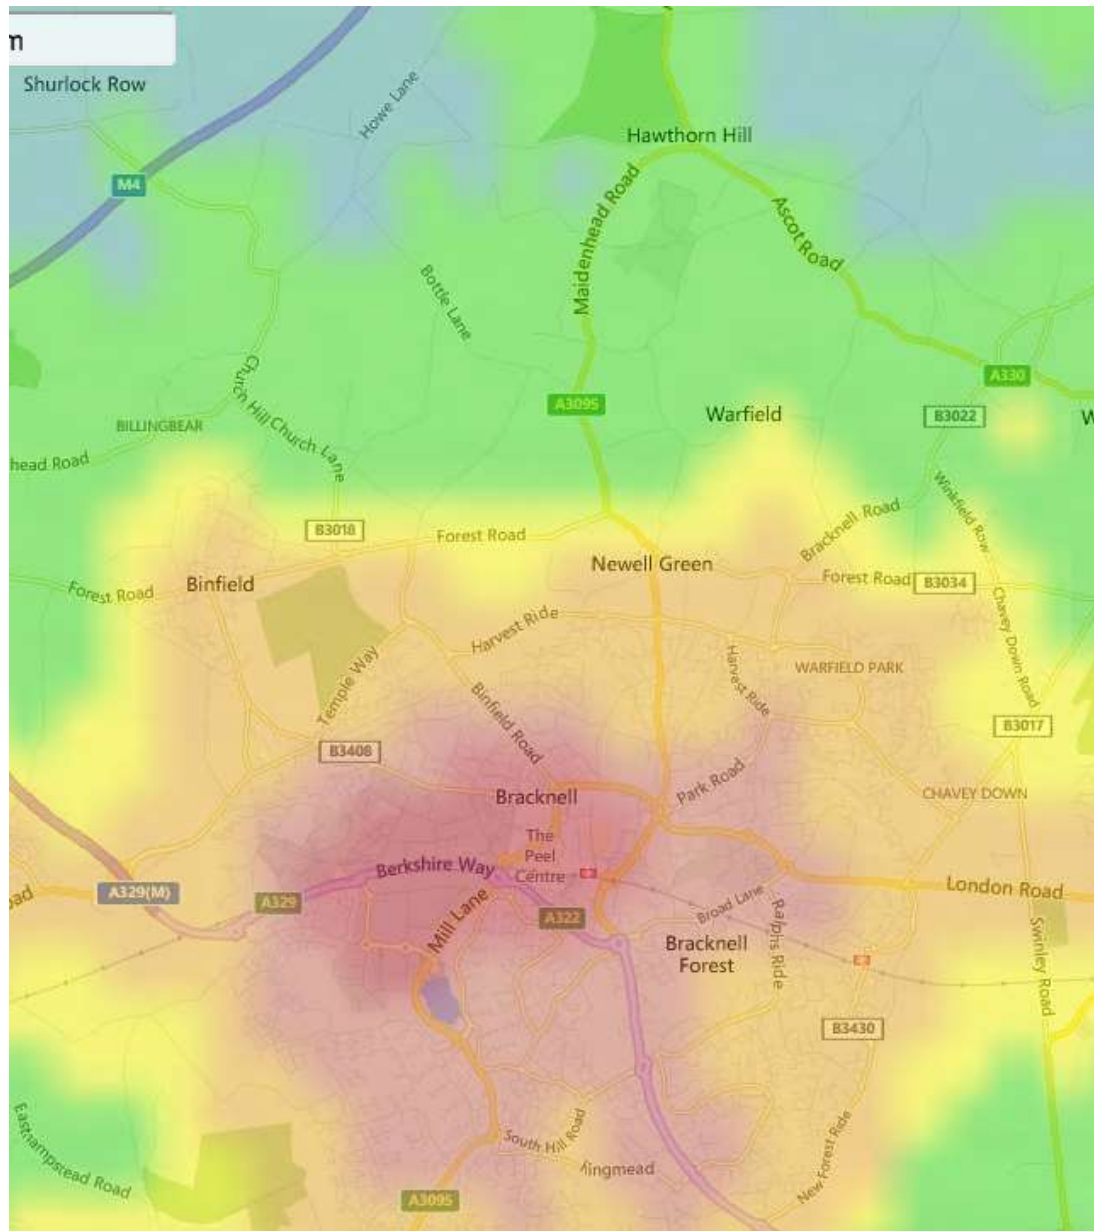 m
Shurlock Row
Howe Lane
Hawthorn Hill
M4
Maidenhead Road
Ascot Road
Bottle Lane
A330
Church Hill
A3095
Warfield
B3022
W
BILLINGBEAR
Church Lane
head Road
Winkfield Row
Bracknell Road
B3018
Forest Road
Newell Green
Forest Road
B3034
Binfield
Forest Road
Chavey Down Road
Harvest Ride
Harvest Ride
WARFIELD PARK
Temple Way
Binfield Road
B3017
B3408
Park Road
Bracknell
CHAVEY DOWN
The
Peel
Centre
Berkshire Way
A329(M)
oad
A329
London Road
Broad Lane
Mill Lane
A322
Ralphs Ride
Bracknell
Forest
Swinley Road
B3430
Easthampstead Road
South Hill Road
yingmead
New Forest Ride
A3095